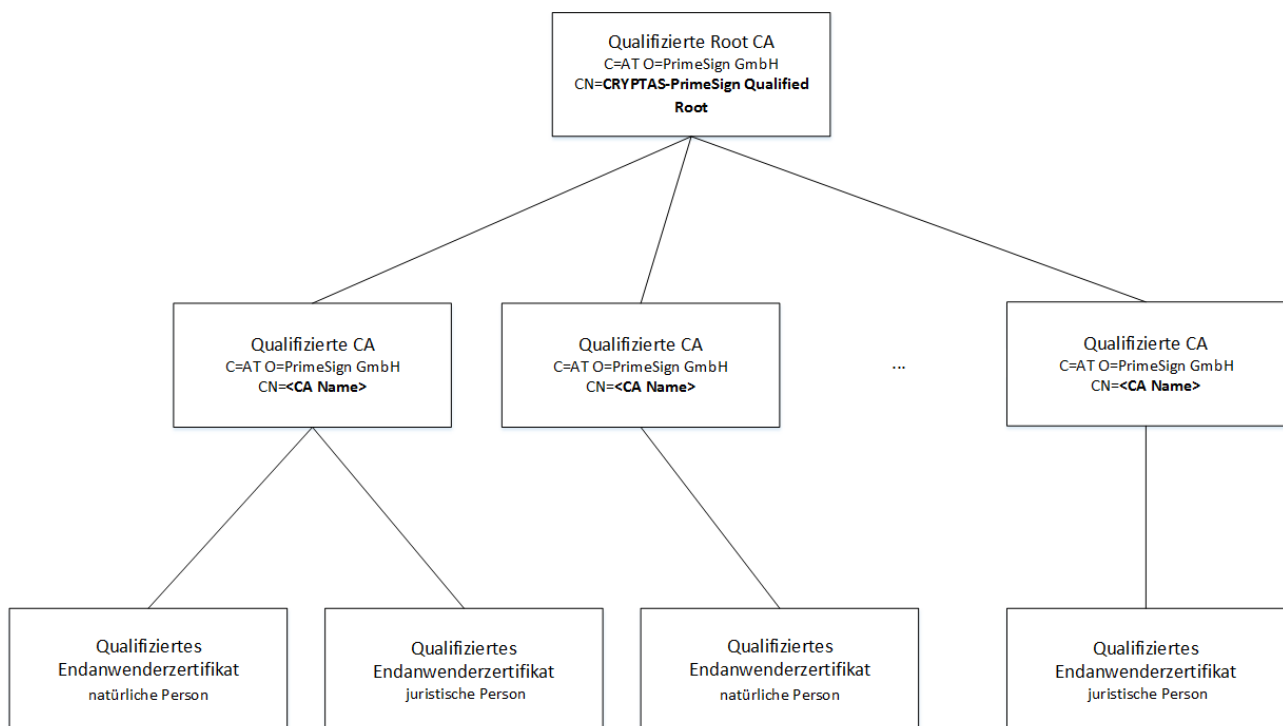 Qualifizierte Root CA
C=AT O=PrimeSign GmbH
CN=CRYPTAS-PrimeSign Qualified
Root
Qualifizierte CA
C=AT O=PrimeSign GmbH
CN=<CA Name>
Qualifizierte CA
C=AT O=PrimeSign GmbH
CN=<CA Name>
...
Qualifizierte CA
C=AT O=PrimeSign GmbH
CN=<CA Name>
Qualifiziertes
Endanwenderzertifikat
natürliche Person
Qualifiziertes
Endanwenderzertifikat
juristische Person
Qualifiziertes
Endanwenderzertifikat
natürliche Person
Qualifiziertes
Endanwenderzertifikat
juristische Person